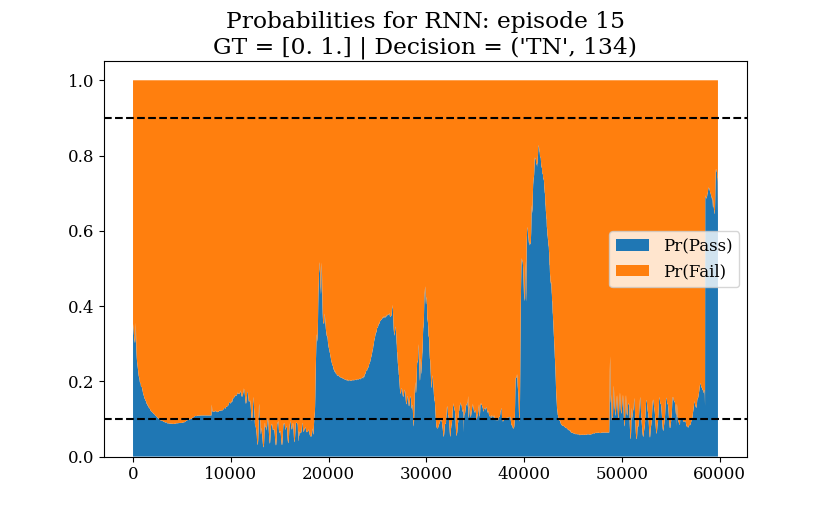 Probabilities for RNN: episode 15
GT = [0. 1.] | Decision = ('TN', 134)
1.0
0.8
0.6
0.4
0.2
0.0
Pr(Pass)
Pr(Fail)
0 10000 20000 30000 40000 50000 60000